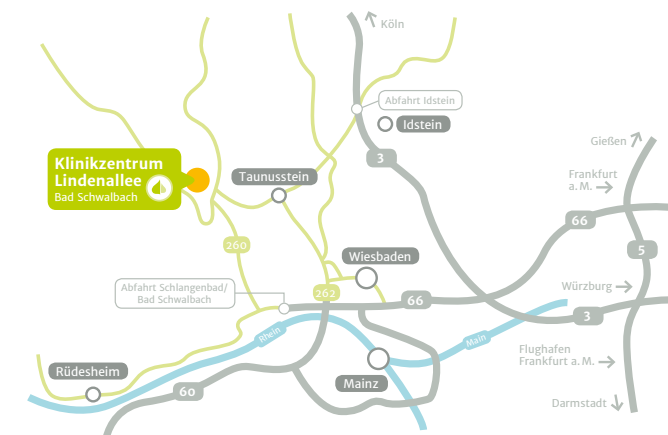 Köln
Abfahrt Idstein
Idstein
Gießen
3
Klinikzentrum
Lindenallee
Bad Schwalbach
Taunusstein
Frankfurt
a. M.
66
260
5
Wiesbaden
Abfahrt Schlangenbad/
Bad Schwalbach
262
66
Würzburg
3
Rhein
Main
Flughafen
Frankfurt a. M.
Rüdesheim
Mainz
60
Darmstadt